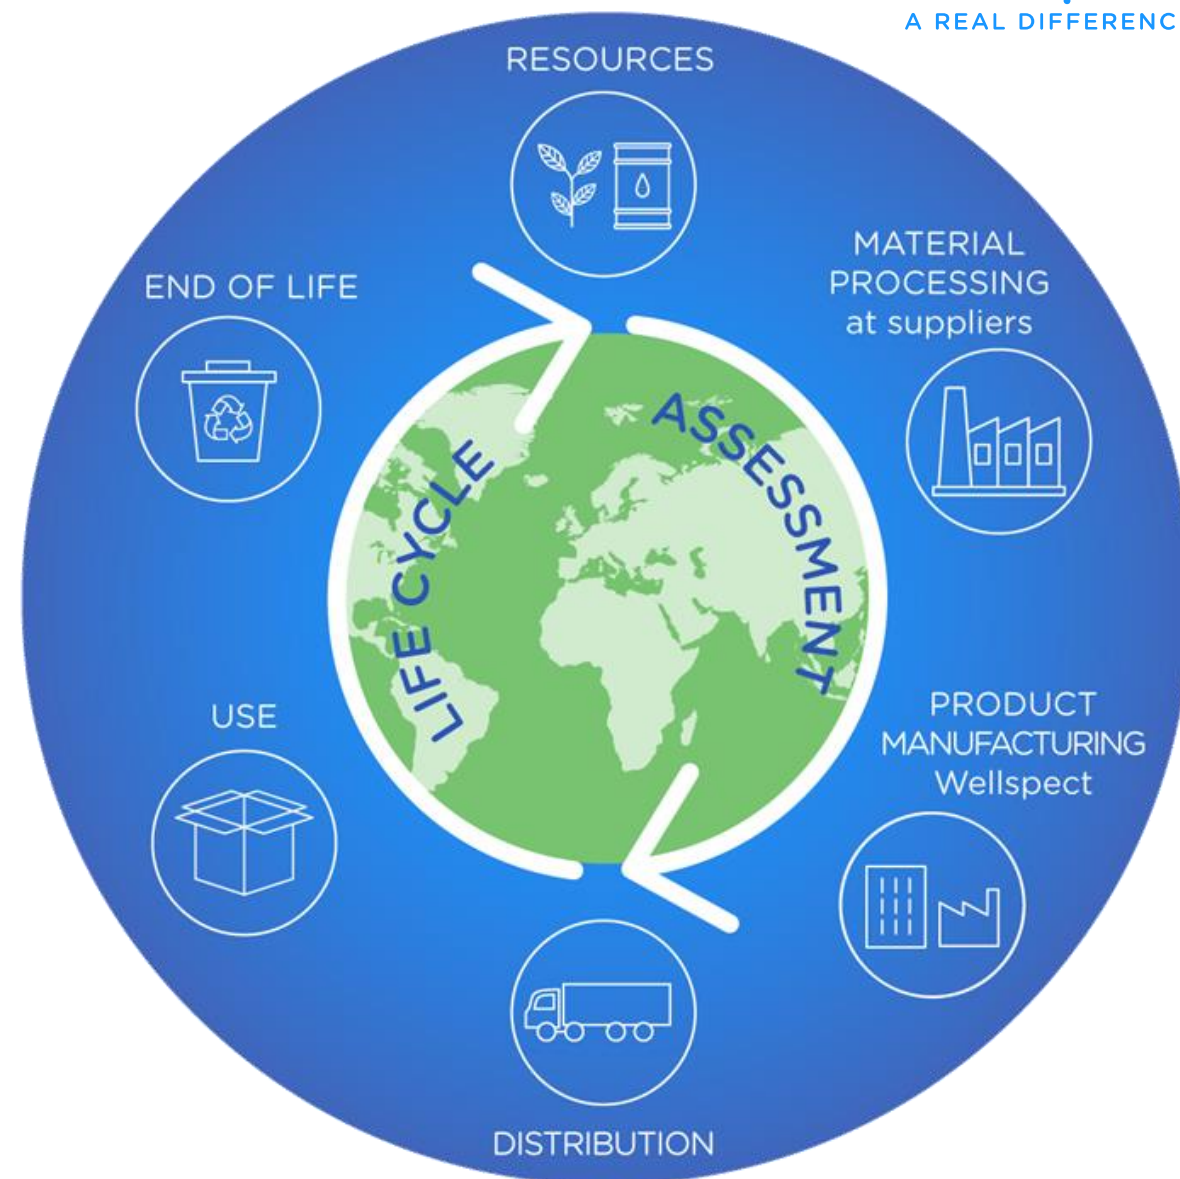 A REAL DIFFERENC
RESOURCES
MATERIAL
PROCESSING
at suppliers
END OF LIFE
LIFE CYCLE
ASSESSMENT
USE
PRODUCT
MANUFACTURING
Wellspect
DISTRIBUTION